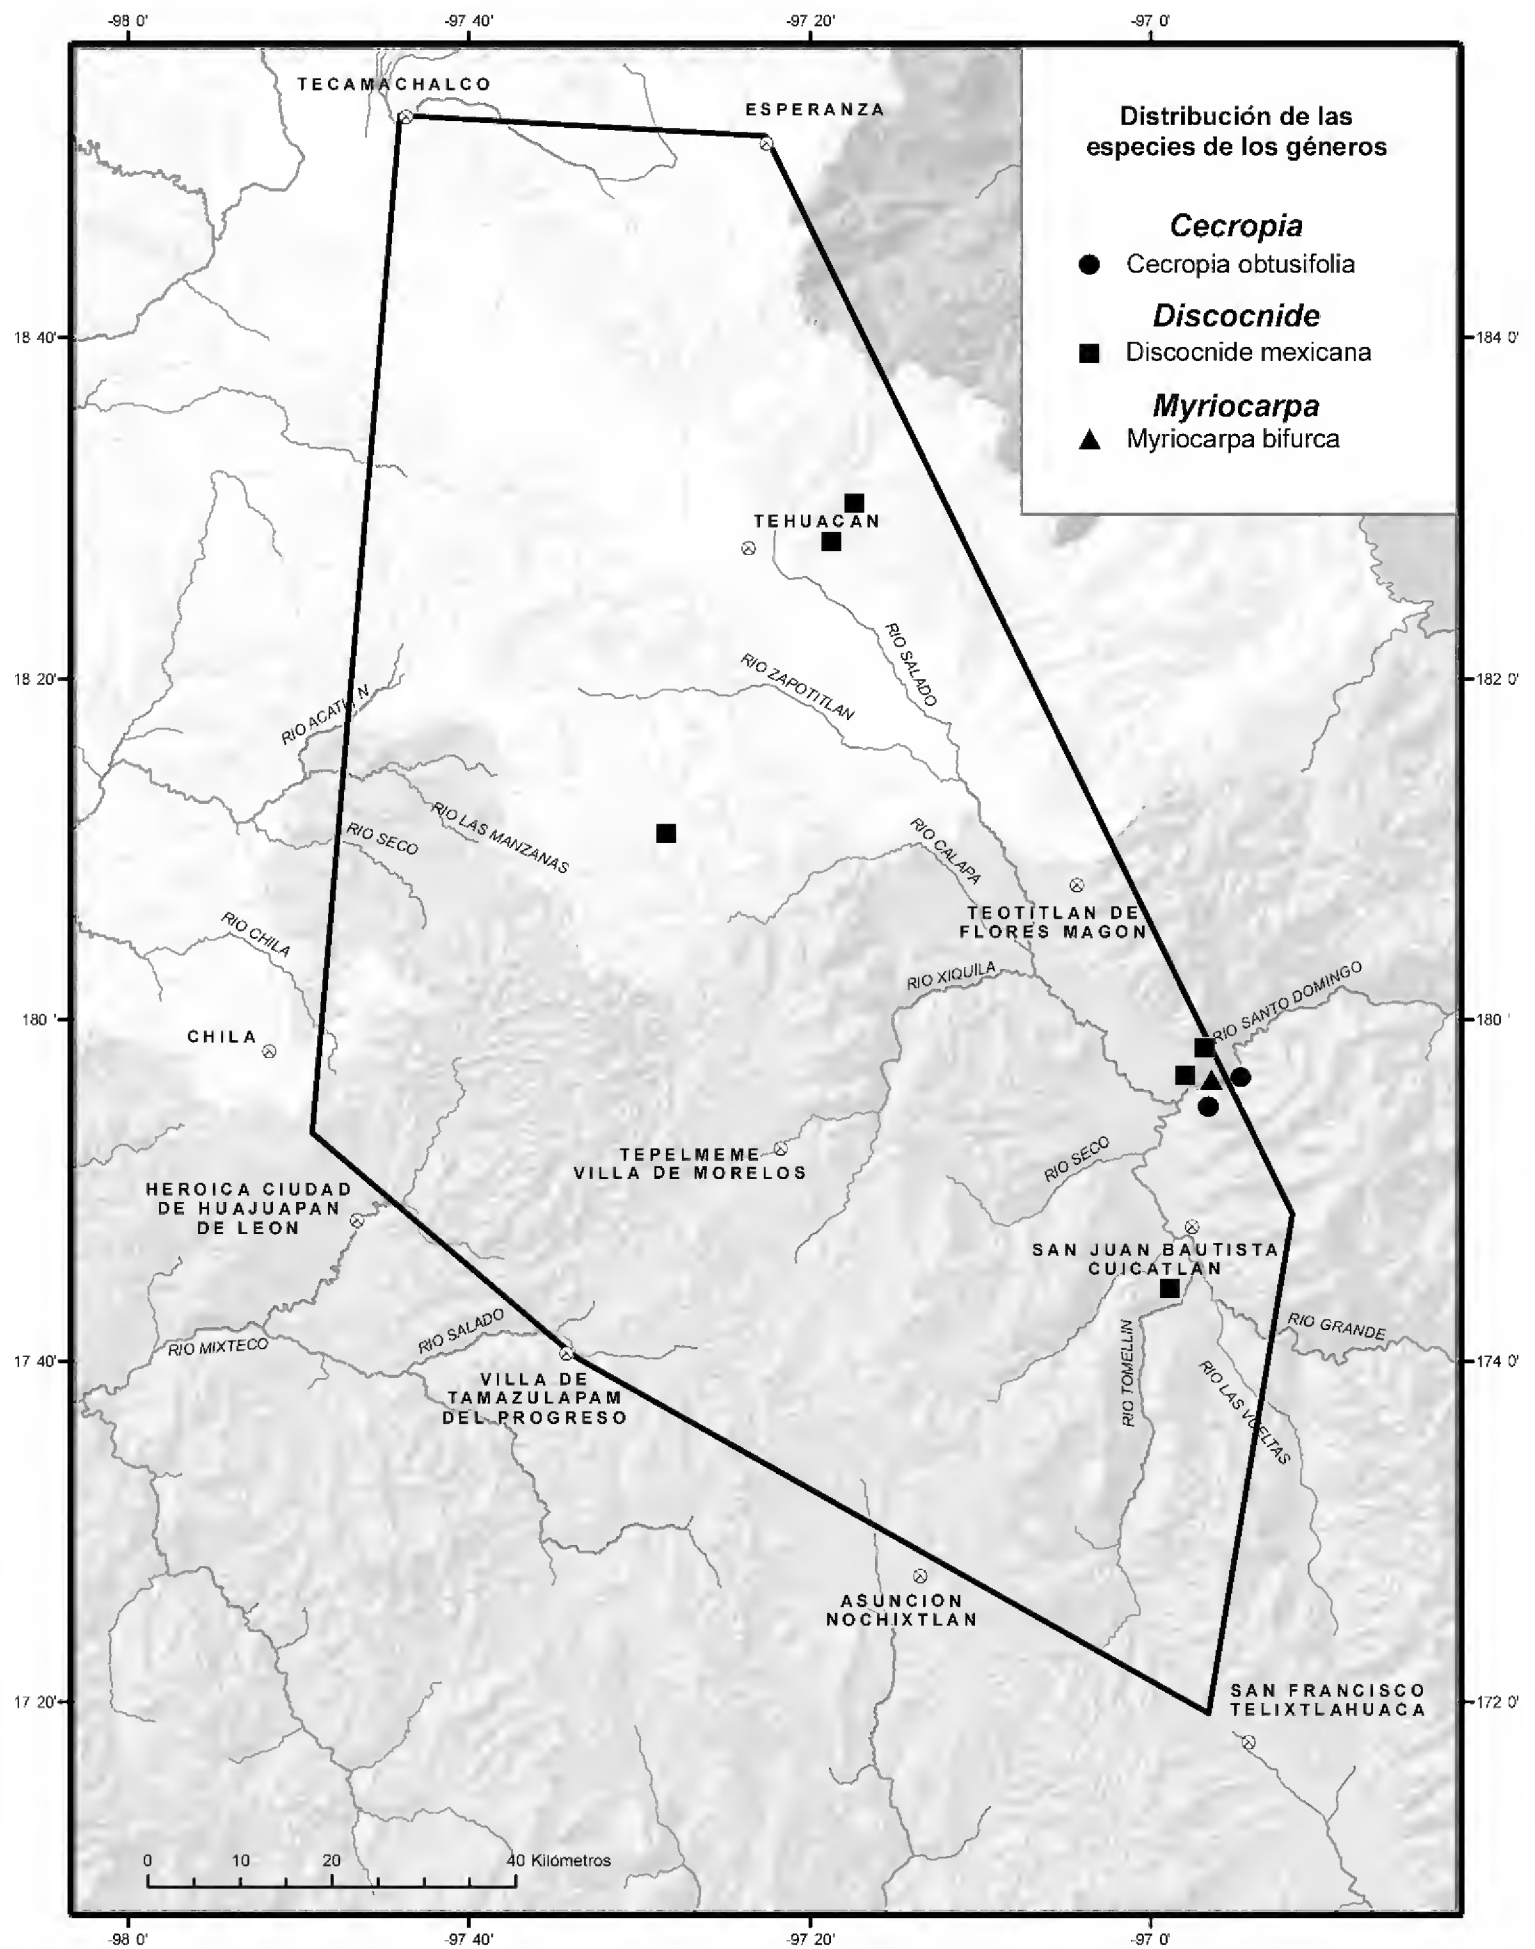 -98 0'
-97 40'
-97 20'
-97 0'
TECAMACHALCO
ESPERANZA
Distribución de las
especies de los géneros
Cecropia
Cecropia obtusifolia
Discocnide
Discocnide mexicana
Myriocarpa
Myriocarpa bifurca
18 40'
184 0'
TEHUACAN
RIO SALADO
RIO ZAPOTITLAN
18 20'
182 0'
RIO ACATL N
RIO LAS MANZANAS
RIO SECO
RIO CALAPA
TEOTITLAN DE
FLORES MAGON
RIO CHILA
RIO XIQUILA
RIO SANTO DOMINGO
180 '
180 '
CHILA
TEPELMEME
VILLA DE MORELOS
RIO SECO
HEROICA CIUDAD
DE HUAJUAPAN
DE LEON
SAN JUAN BAUTISTA
CUICATLAN
RIO SALADO
RIO MIXTECO
RIO GRANDE
17 40'
174 0'
RIO TOMELLIN
RIO LAS VUELTAS
VILLA DE
TAMAZULAPAM
DEL PROGRESO
ASUNCION
NOCHIXTLAN
17 20'
172 0'
SAN FRANCISCO
TELIXTLAHUACA
0 10 20 40 Kilómetros
-98 0'
-97 40'
-97 20'
-97 0'